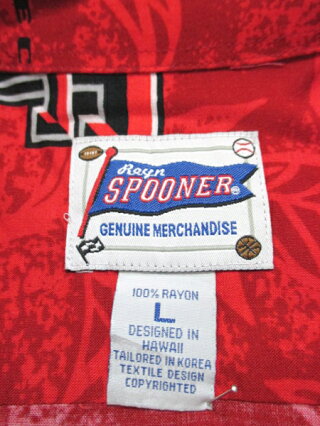 Reyn
SPOONER®
GENUINE MERCHANDISE
100% RAYON
L
DESIGNED IN
HAWAII
TAILORED IN KOREA
TEXTILE DESIGN
COPYRIGHTED